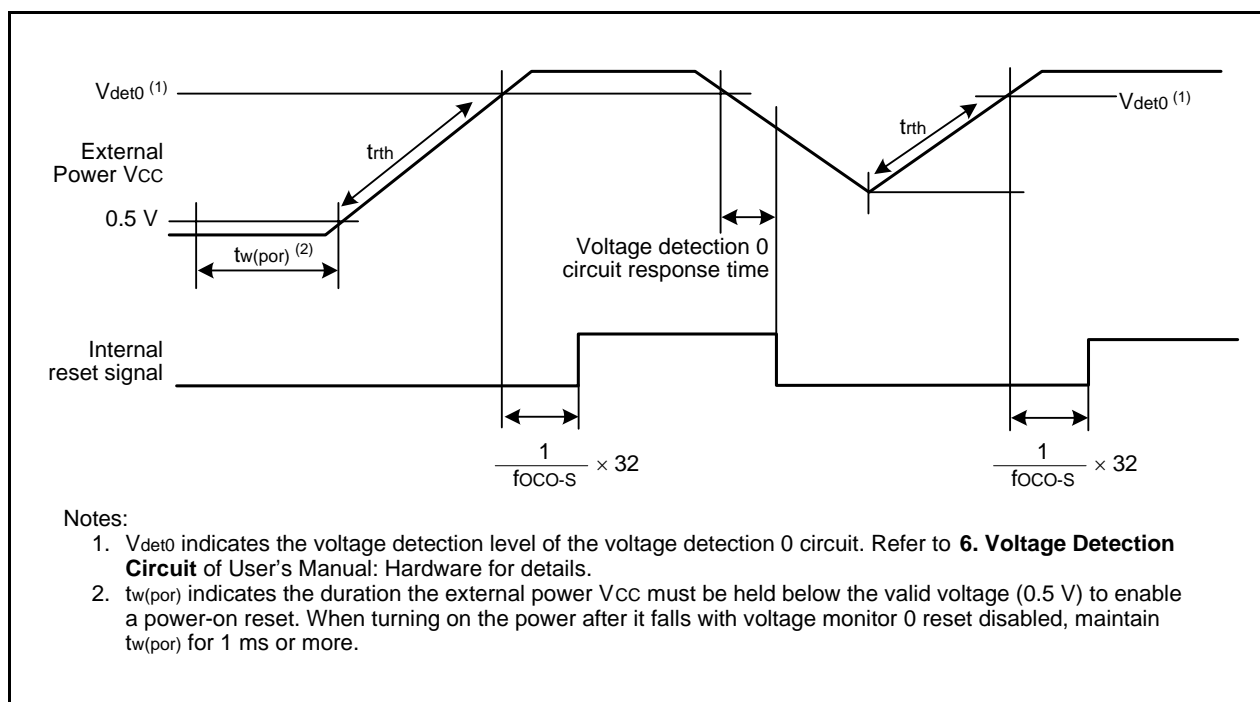 Vdet0 (1)
Vdet0 (1)
trth
trth
External
Power VCC
0.5 V
tw(por) (2)
Voltage detection 0
circuit response time
Internal
reset signal
1
fOCO-S
× 32
1
fOCO-S
× 32
Notes:
1. Vdet0 indicates the voltage detection level of the voltage detection 0 circuit. Refer to 6. Voltage Detection
Circuit of User's Manual: Hardware for details.
2. tw(por) indicates the duration the external power VCC must be held below the valid voltage (0.5 V) to enable
a power-on reset. When turning on the power after it falls with voltage monitor 0 reset disabled, maintain
tw(por) for 1 ms or more.